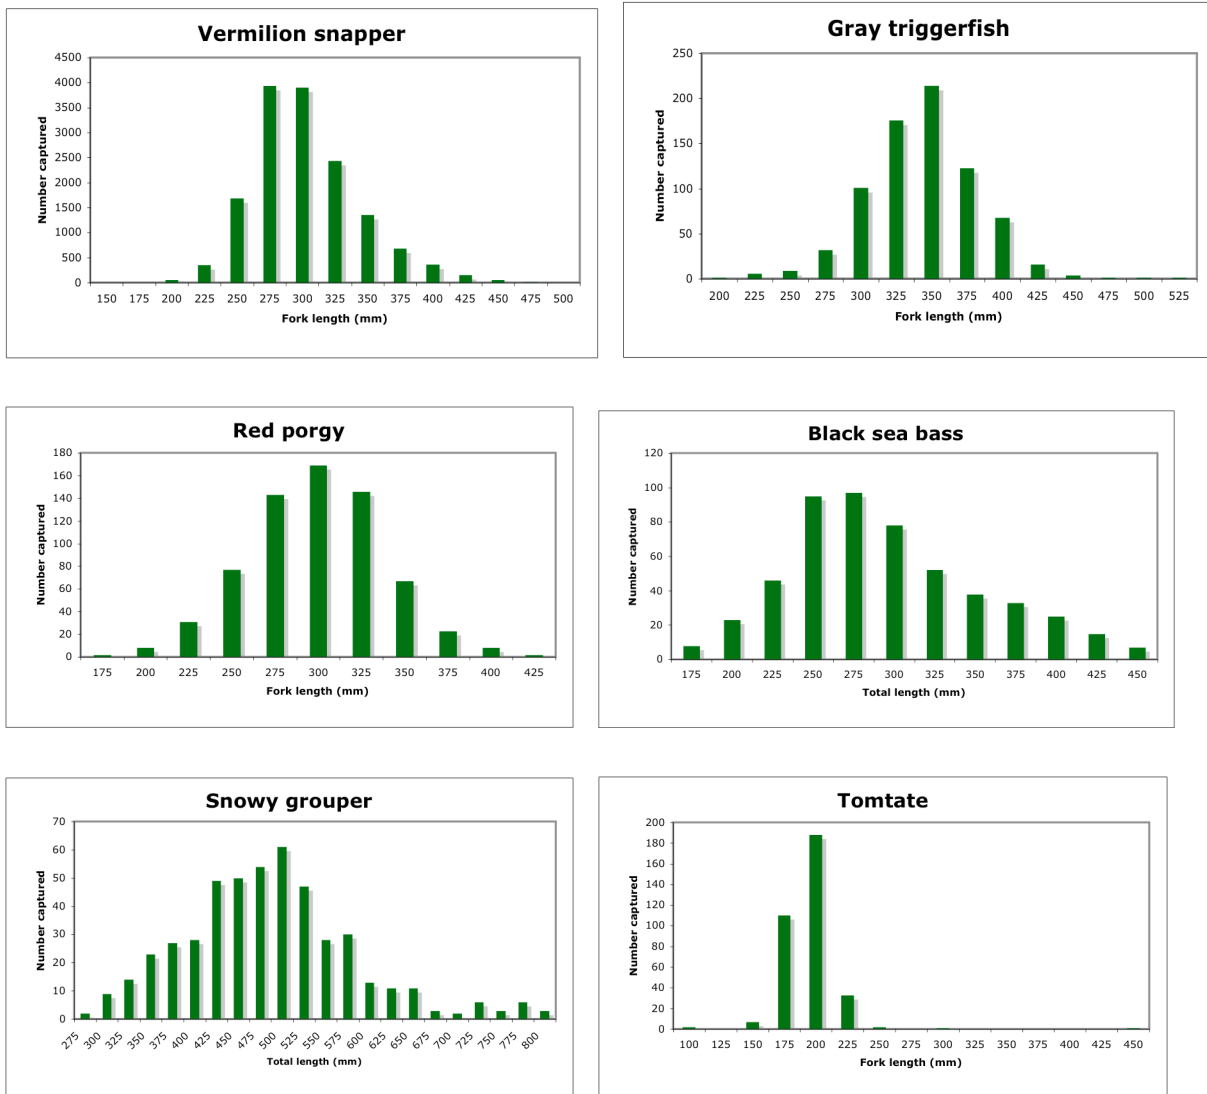 Vermilion snapper
4500
4000
3500
3000
2500
2000
1500
1000
500
0
Number captured
150 175 200 225 250 275 300 325 350 375 400 425 450 475 500
Fork length (mm)
Gray triggerfish
250
200
150
100
50
0
Number captured
200 225 250 275 300 325 350 375 400 425 450 475 500 525
Fork length (mm)
Red porgy
180
160
140
120
100
80
60
40
20
0
Number captured
175 200 225 250 275 300 325 350 375 400 425
Fork length (mm)
Black sea bass
120
100
80
60
40
20
0
Number captured
175 200 225 250 275 300 325 350 375 400 425 450
Total length (mm)
Snowy grouper
70
60
50
40
30
20
10
0
Number captured
275 300 325 350 375 400 425 450 475 500 525 550 575 600 625 650 675 700 725 750 775 800
Total length (mm)
Tomtate
200
180
160
140
120
100
80
60
40
20
0
Number captured
100 125 150 175 200 225 250 275 300 350 375 400 425 450
Fork length (mm)